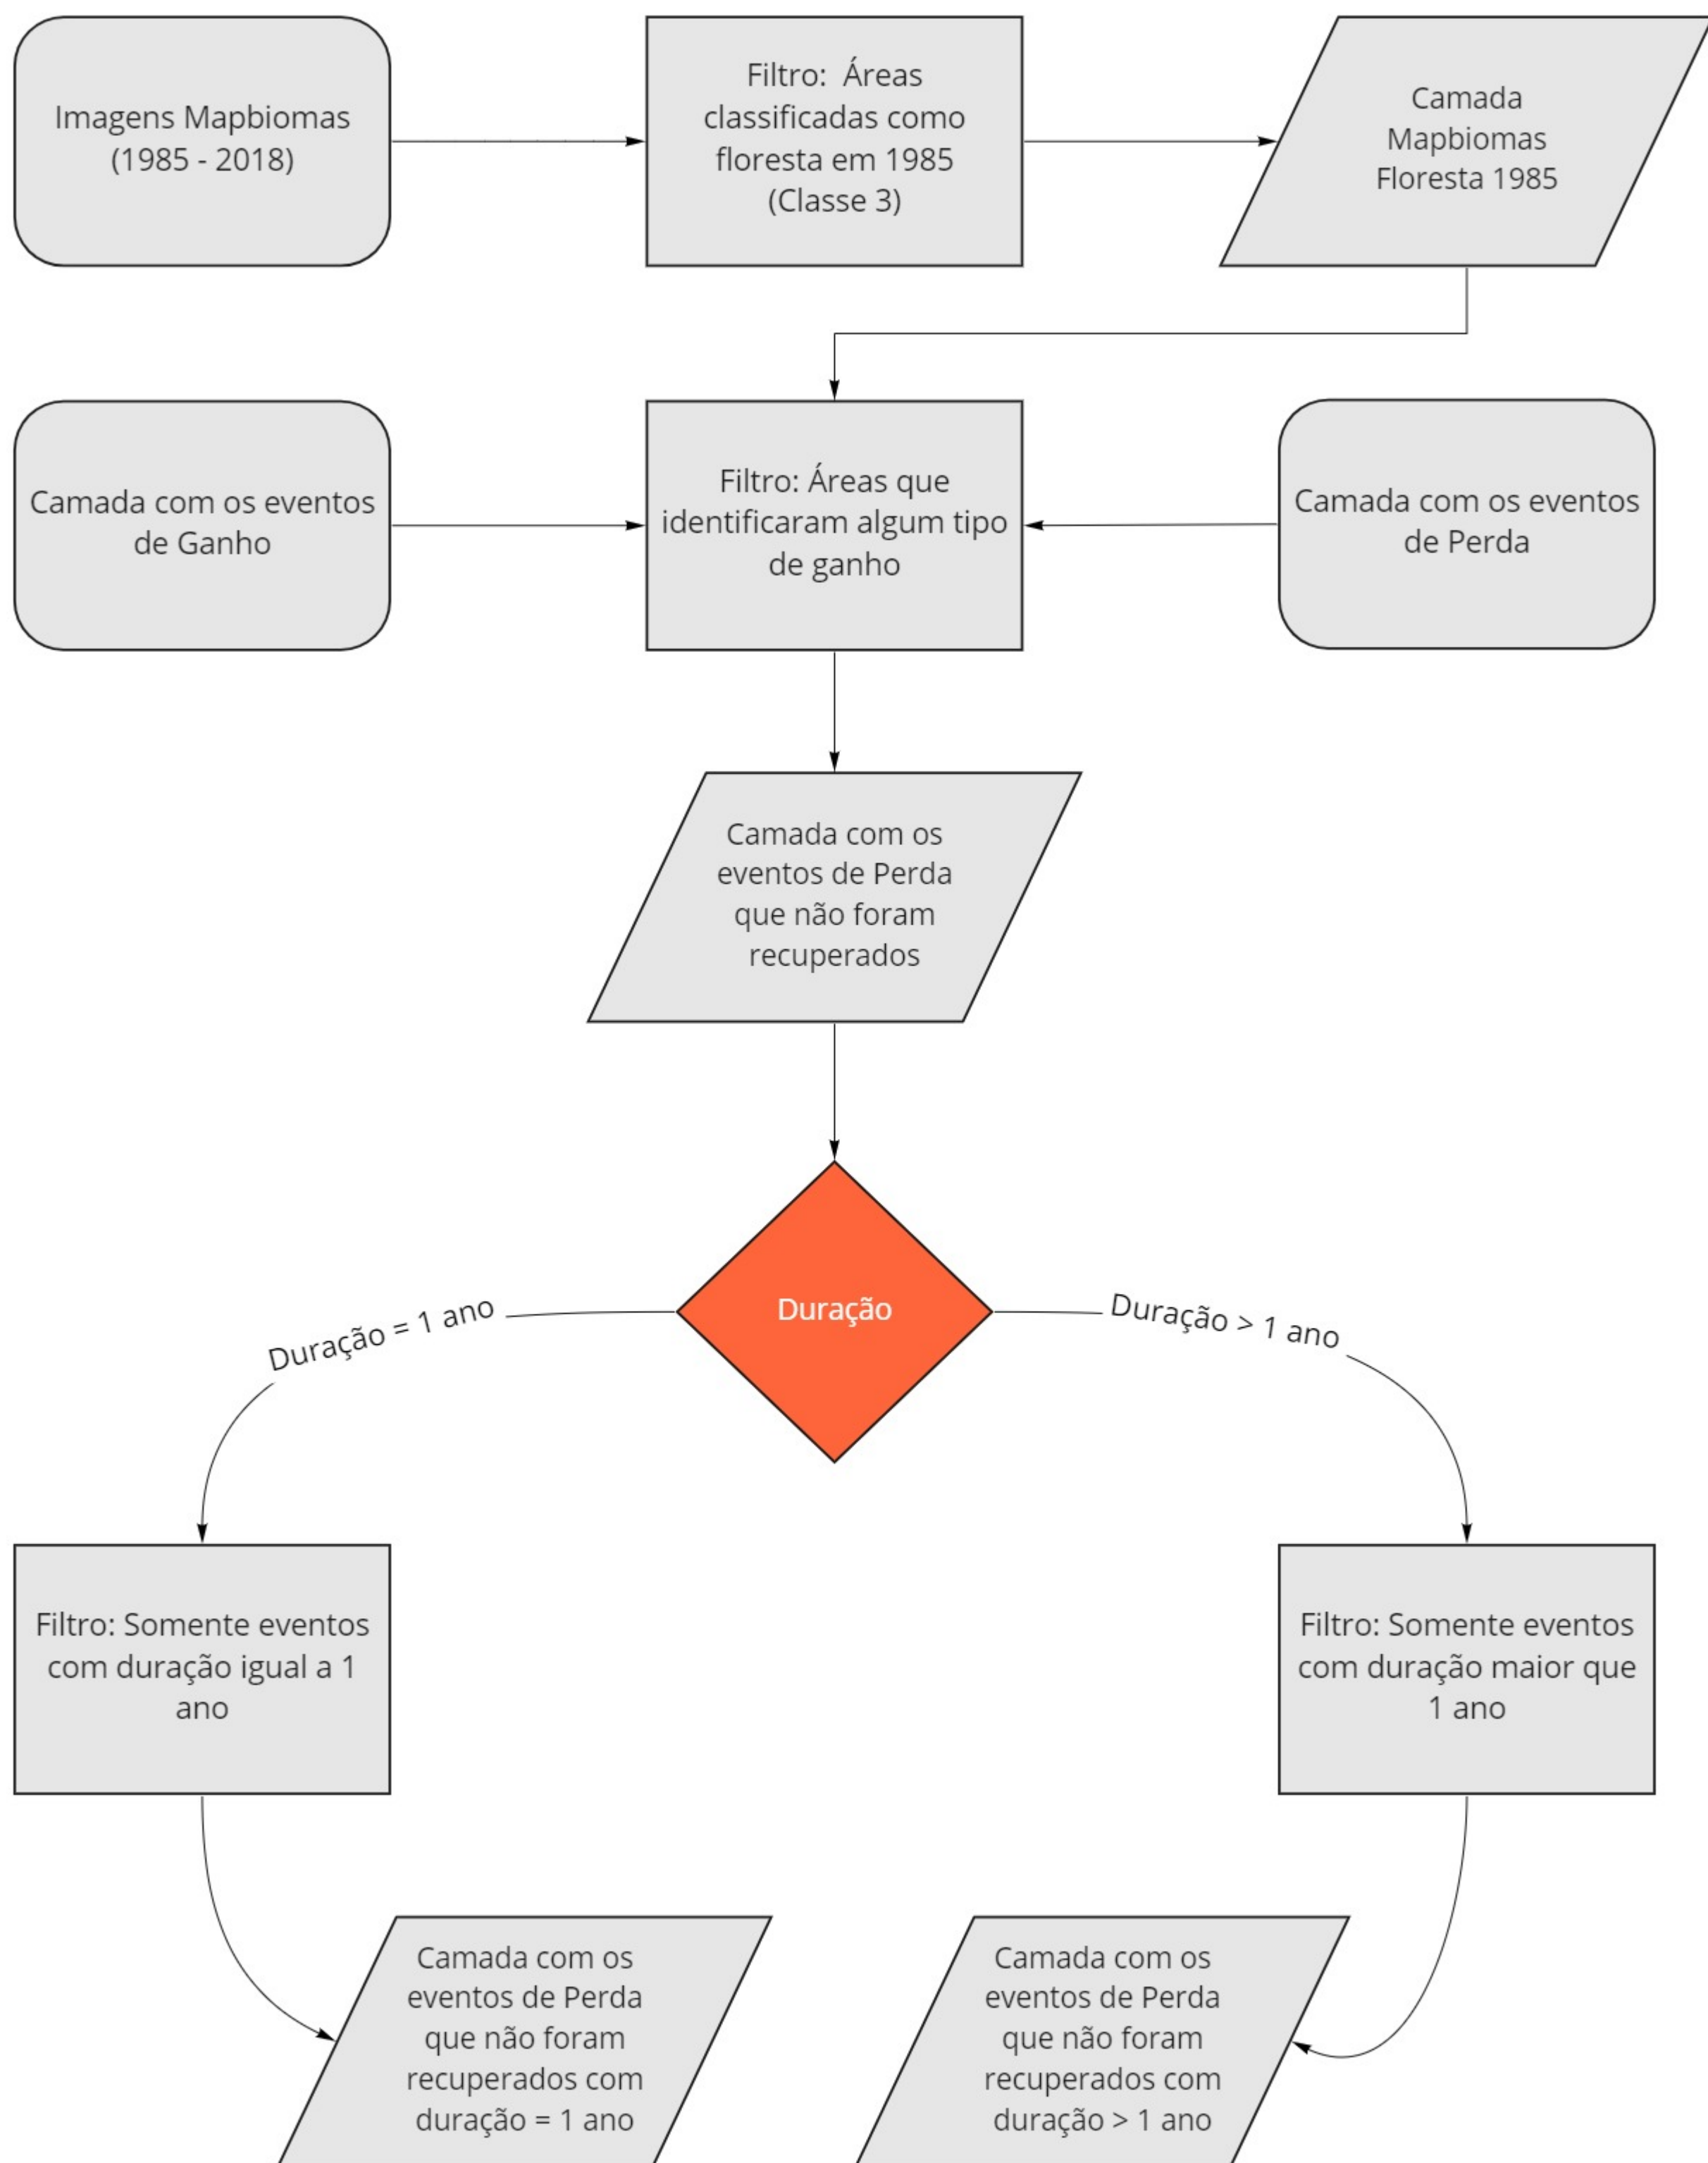 Imagens Mapbiomas
(1985 - 2018)
Filtro:  Áreas
classificadas como
floresta em 1985
(Classe 3)
Camada
Mapbiomas
Floresta 1985
Camada com os eventos
de Ganho
Filtro: Áreas que
identificaram algum tipo
de ganho
Camada com os eventos
de Perda
Camada com os
eventos de Perda
que não foram
recuperados
Duração
Duração = 1 ano
Duração > 1 ano
Filtro: Somente eventos
com duração igual a 1
ano
Filtro: Somente eventos
com duração maior que
1 ano
Camada com os
eventos de Perda
que não foram
recuperados com
duração = 1 ano
Camada com os
eventos de Perda
que não foram
recuperados com
duração > 1 ano